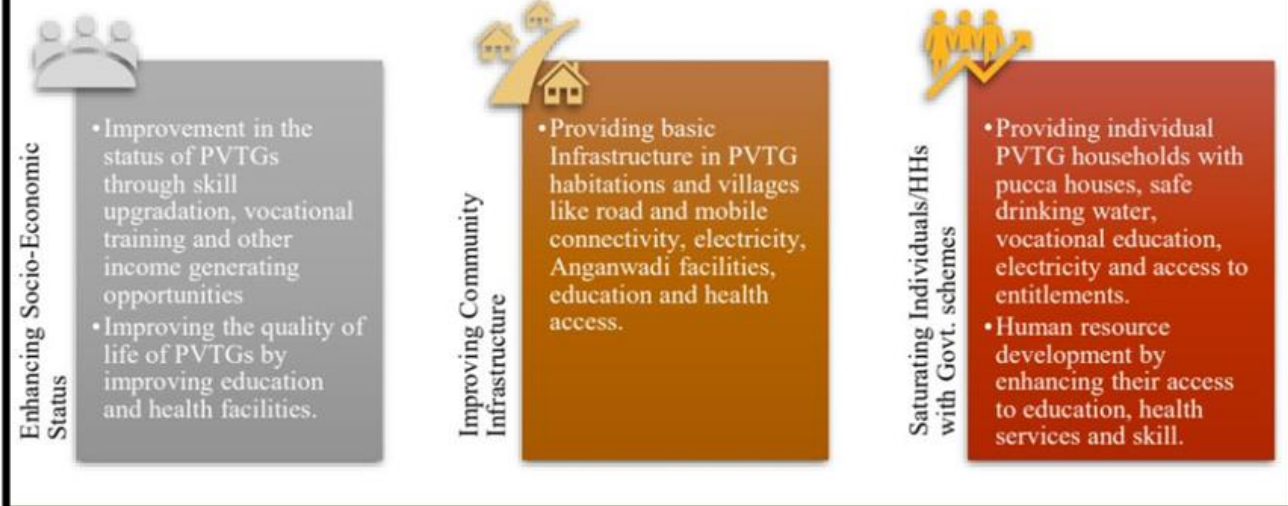 Enhancing Socio-Economic
Status
•Improvement in the
status of PVTGs
through skill
upgradation, vocational
training and other
income generating
opportunities
•Improving the quality of
life of PVTGs by
improving education
and health facilities.
Improving Community
Infrastructure
•Providing basic
Infrastructure in PVTG
habitations and villages
like road and mobile
connectivity, electricity,
Anganwadi facilities,
education and health
access.
Saturating Individuals/HHs
with Govt. schemes
•Providing individual
PVTG households with
pucca houses, safe
drinking water,
vocational education,
electricity and access to
entitlements.
•Human resource
development by
enhancing their access
to education, health
services and skill.